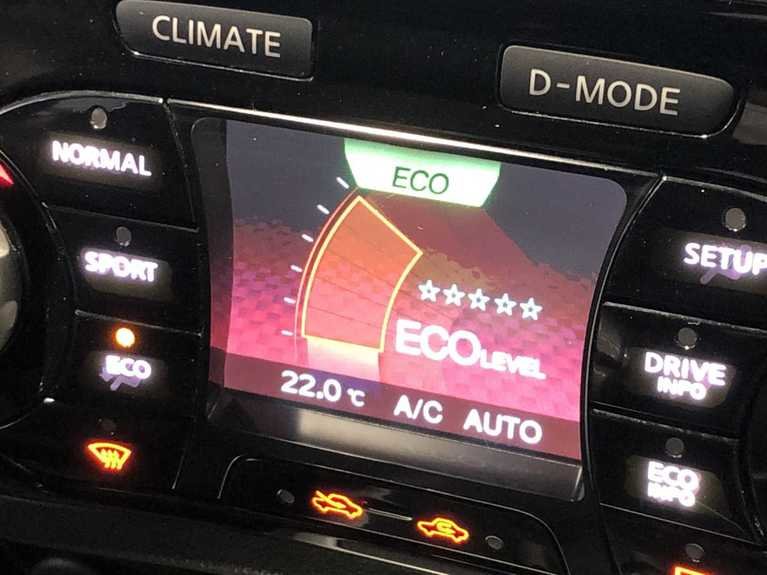 CLIMATE
D-MODE
NORMAL
ECO
SETUP
SPORT
ECO LEVEL
ECO
DRIVE
INFO
22.0 ℃ A/C AUTO
ECO
INFO